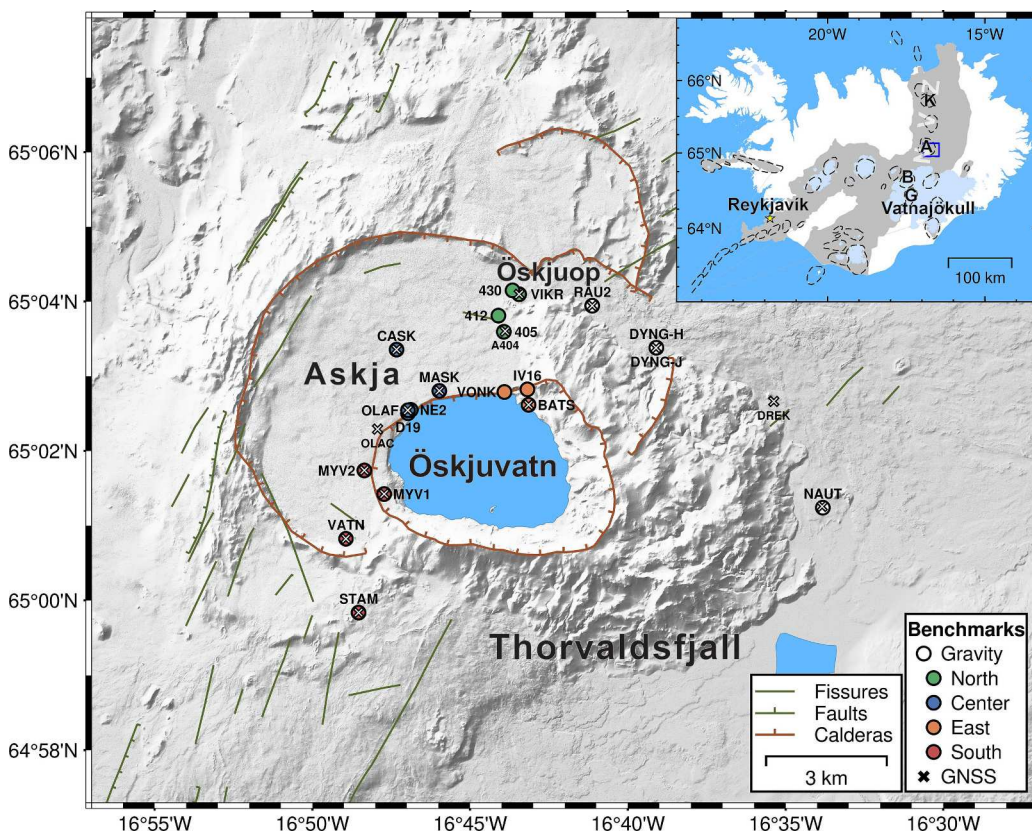 20°W
15°W
66°N
65°N
64°N
K
A
B
G
Reykjavik
Vatnajökull
100 km
65°06'N
65°04'N
65°02'N
65°00'N
64°58'N
Öskjuop
430
VIKR
RAU2
412
405
A404
CASK
DYNG-H
DYNG-J
Askja
MASK
IV16
VONK
BATS
OLAF
NE2
D19
OLAC
DREK
Öskjuvatn
MYV2
MYV1
NAUT
VATN
STAM
Thorvaldsfjall
Fissures
Faults
Calderas
3 km
Benchmarks
Gravity
North
Center
East
South
GNSS
16°55'W
16°50'W
16°45'W
16°40'W
16°35'W
16°30'W